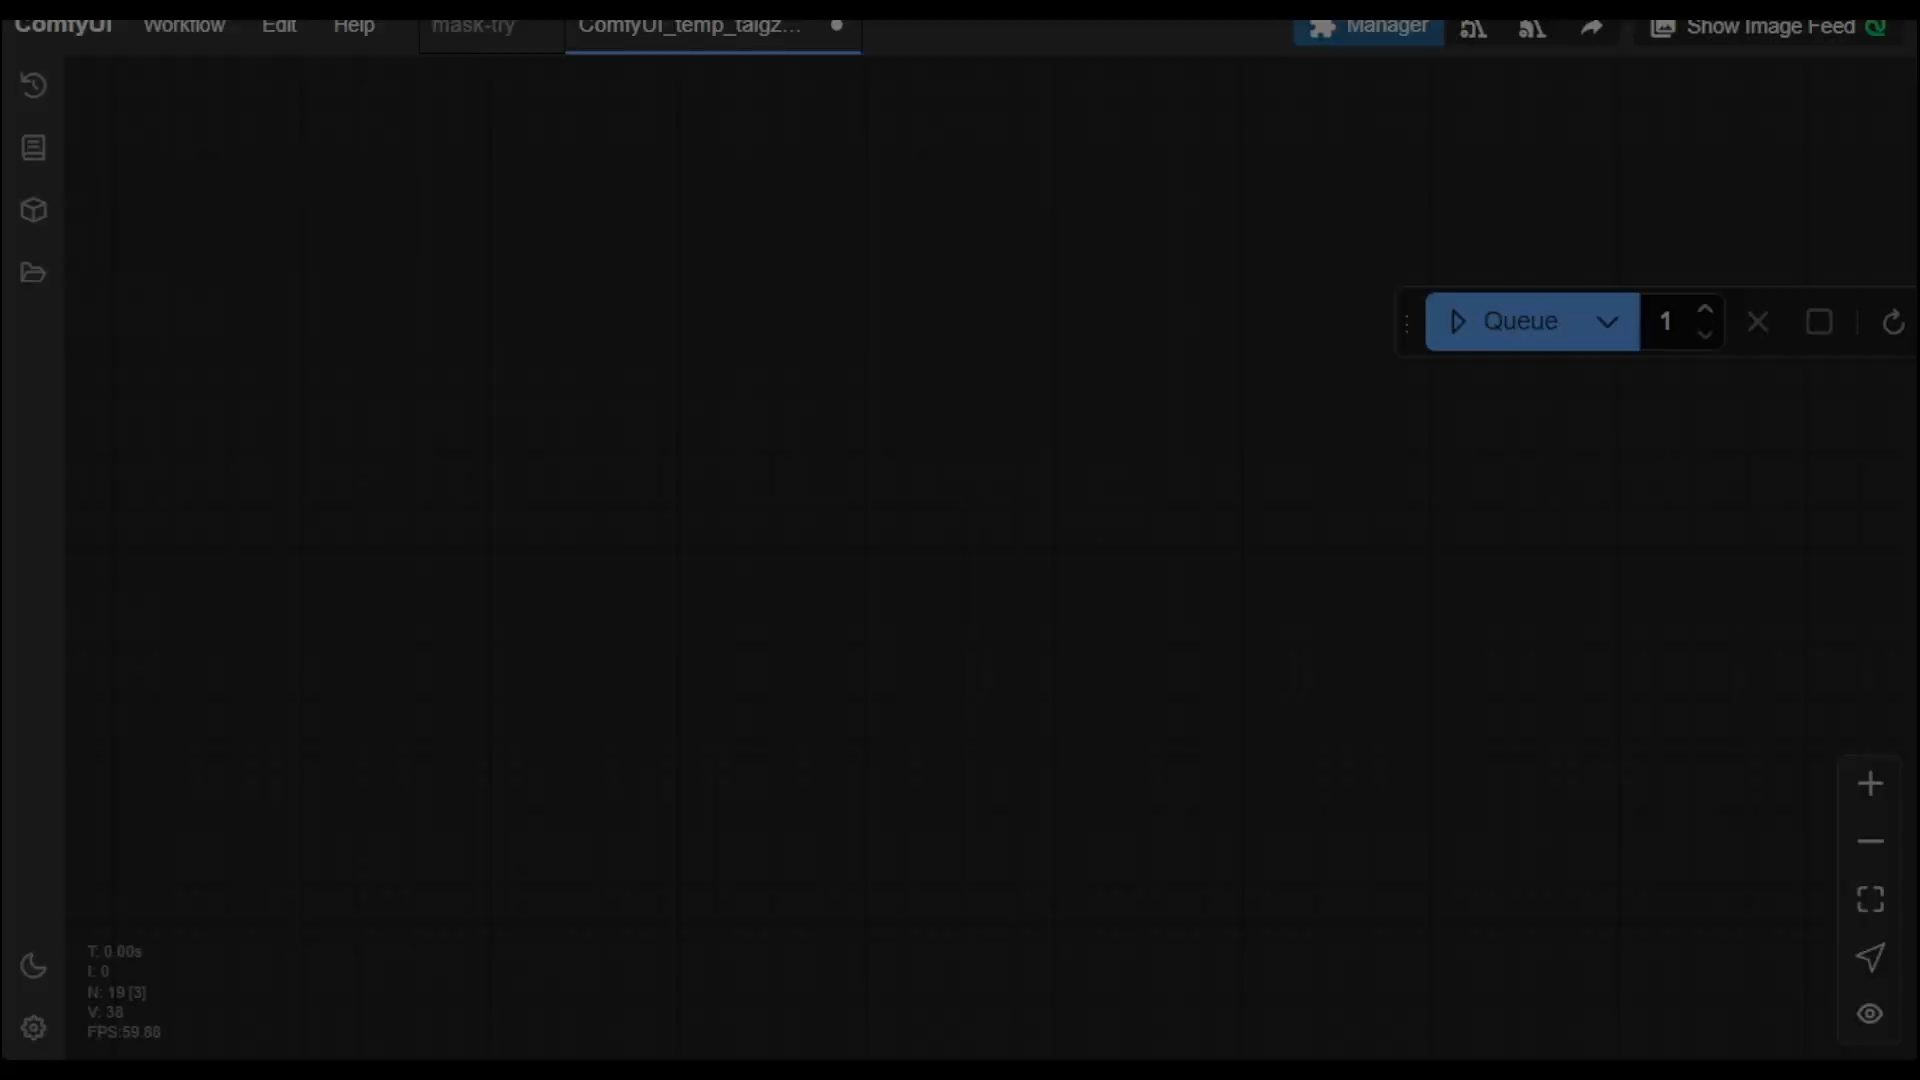 ComfyUI Workflow Edit Help mask-try ComfyUI_temp_taigz... Manager Show Image Feed
Queue 1
T: 0.00s
I: 0
N: 19 [3]
V: 38
FPS:59.88